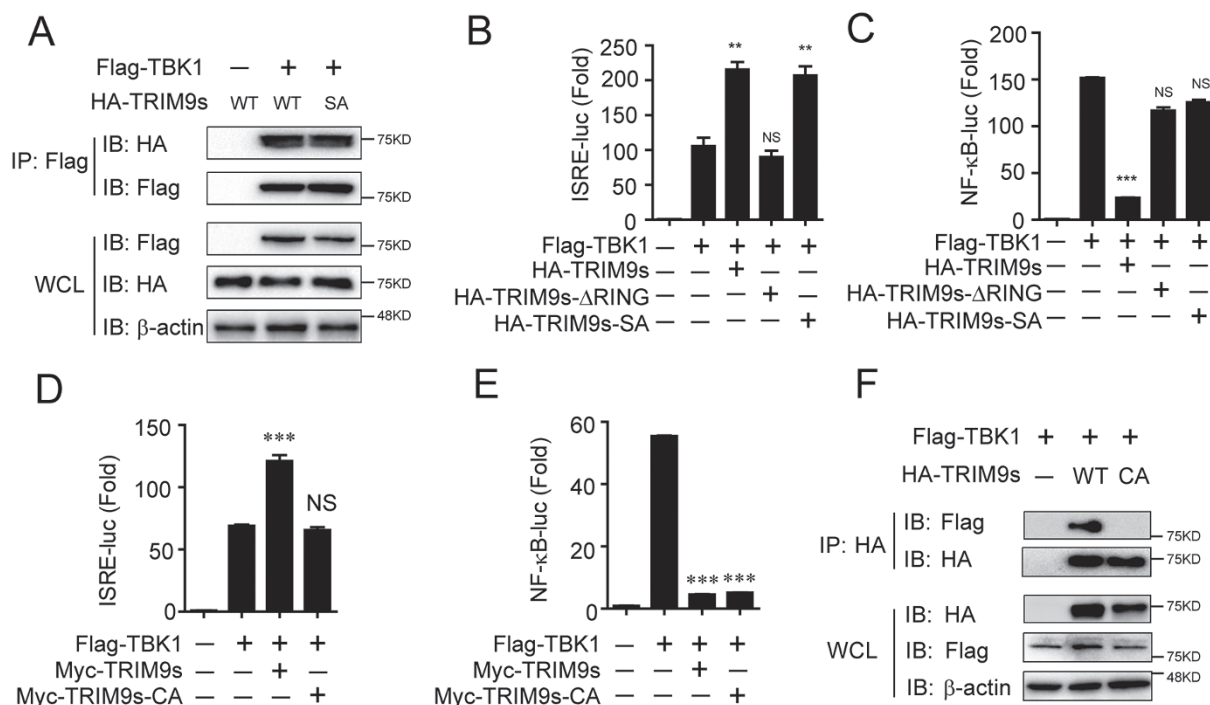 A
Flag-TBK1 — + +
HA-TRIM9s WT WT SA
IP: Flag
IB: HA 75KD
IB: Flag 75KD
WCL
IB: Flag 75KD
IB: HA 75KD
IB: β-actin 48KD
B
ISRE-luc (Fold)
250
200
150
100
50
0
** NS **
Flag-TBK1 — + + + +
HA-TRIM9s — — + — —
HA-TRIM9s-ΔRING — — — + —
HA-TRIM9s-SA — — — — +
C
NF-κB-luc (Fold)
200
150
100
50
0
*** NS NS
Flag-TBK1 — + + + +
HA-TRIM9s — — + — —
HA-TRIM9s-ΔRING — — — + —
HA-TRIM9s-SA — — — — +
D
ISRE-luc (Fold)
150
100
50
0
*** NS
Flag-TBK1 — + + +
Myc-TRIM9s — — + —
Myc-TRIM9s-CA — — — +
E
NF-κB-luc (Fold)
60
40
20
0
*** ***
Flag-TBK1 — + + +
Myc-TRIM9s — — + —
Myc-TRIM9s-CA — — — +
F
Flag-TBK1 + + +
HA-TRIM9s — WT CA
IP: HA
IB: Flag 75KD
IB: HA 75KD
WCL
IB: HA 75KD
IB: Flag 75KD
IB: β-actin 48KD